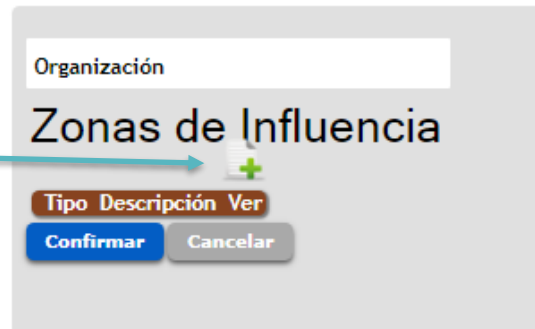 Organización
Zonas de Influencia
Tipo Descripción Ver
Confirmar Cancelar